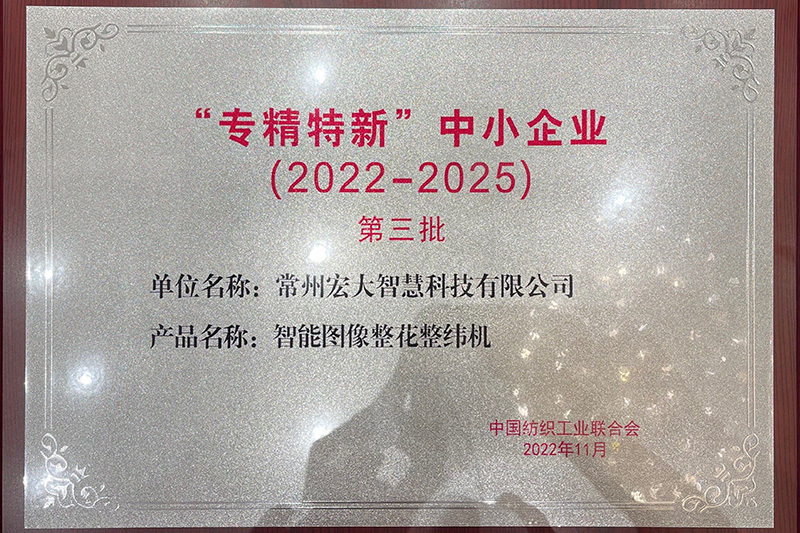 “专精特新”中小企业
(2022-2025)
第三批
单位名称：常州宏大智慧科技有限公司
产品名称：智能图像整花整纬机
中国纺织工业联合会
2022年11月